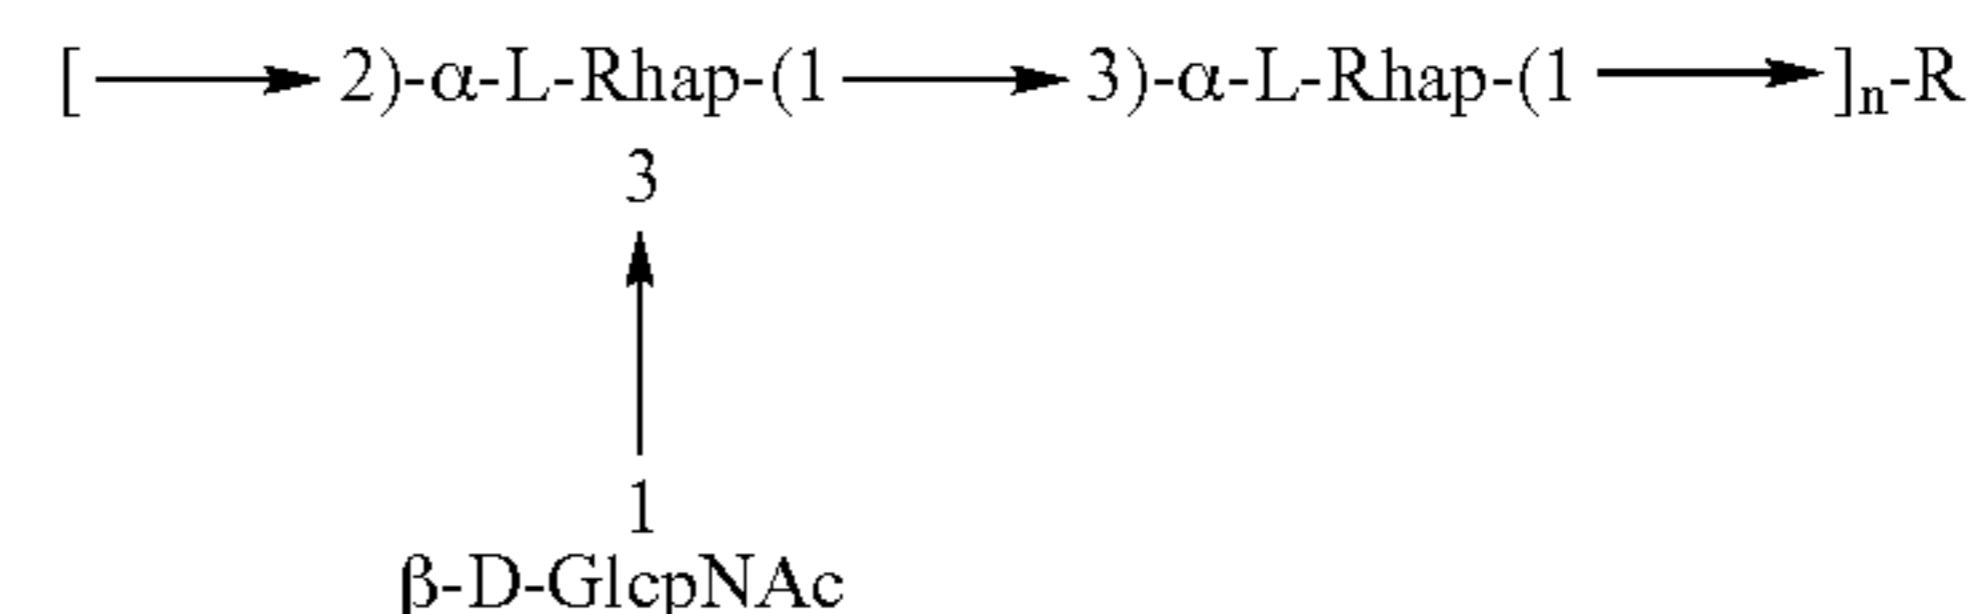 [ ⟶ 2)-α-L-Rhap-(1 ⟶ 3)-α-L-Rhap-(1 ⟶ ]n-R
3
1
β-D-GlcpNAc